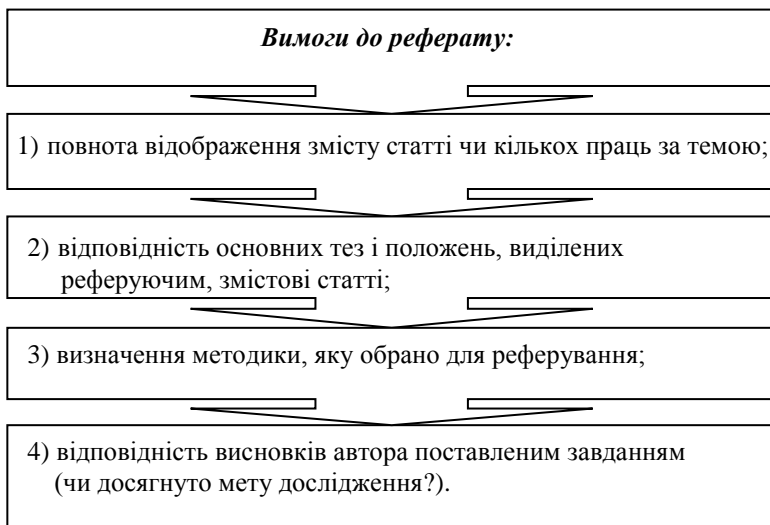 Вимоги до реферату:
1) повнота відображення змісту статті чи кількох праць за темою;
2) відповідність основних тез і положень, виділених
реферуючим, змістові статті;
3) визначення методики, яку обрано для реферування;
4) відповідність висновків автора поставленим завданням
(чи досягнуто мету дослідження?).